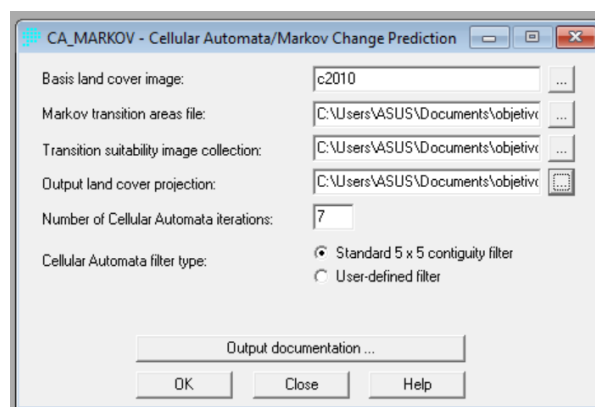 CA_MARKOV - Cellular Automata/Markov Change Prediction
Basis land cover image: c2010 ...
Markov transition areas file: C:\Users\ASUS\Documents\objetivo ...
Transition suitability image collection: C:\Users\ASUS\Documents\objetivo ...
Output land cover projection: C:\Users\ASUS\Documents\objetivo ...
Number of Cellular Automata iterations: 7
Cellular Automata filter type: Standard 5 x 5 contiguity filter
User-defined filter
Output documentation ...
OK Close Help